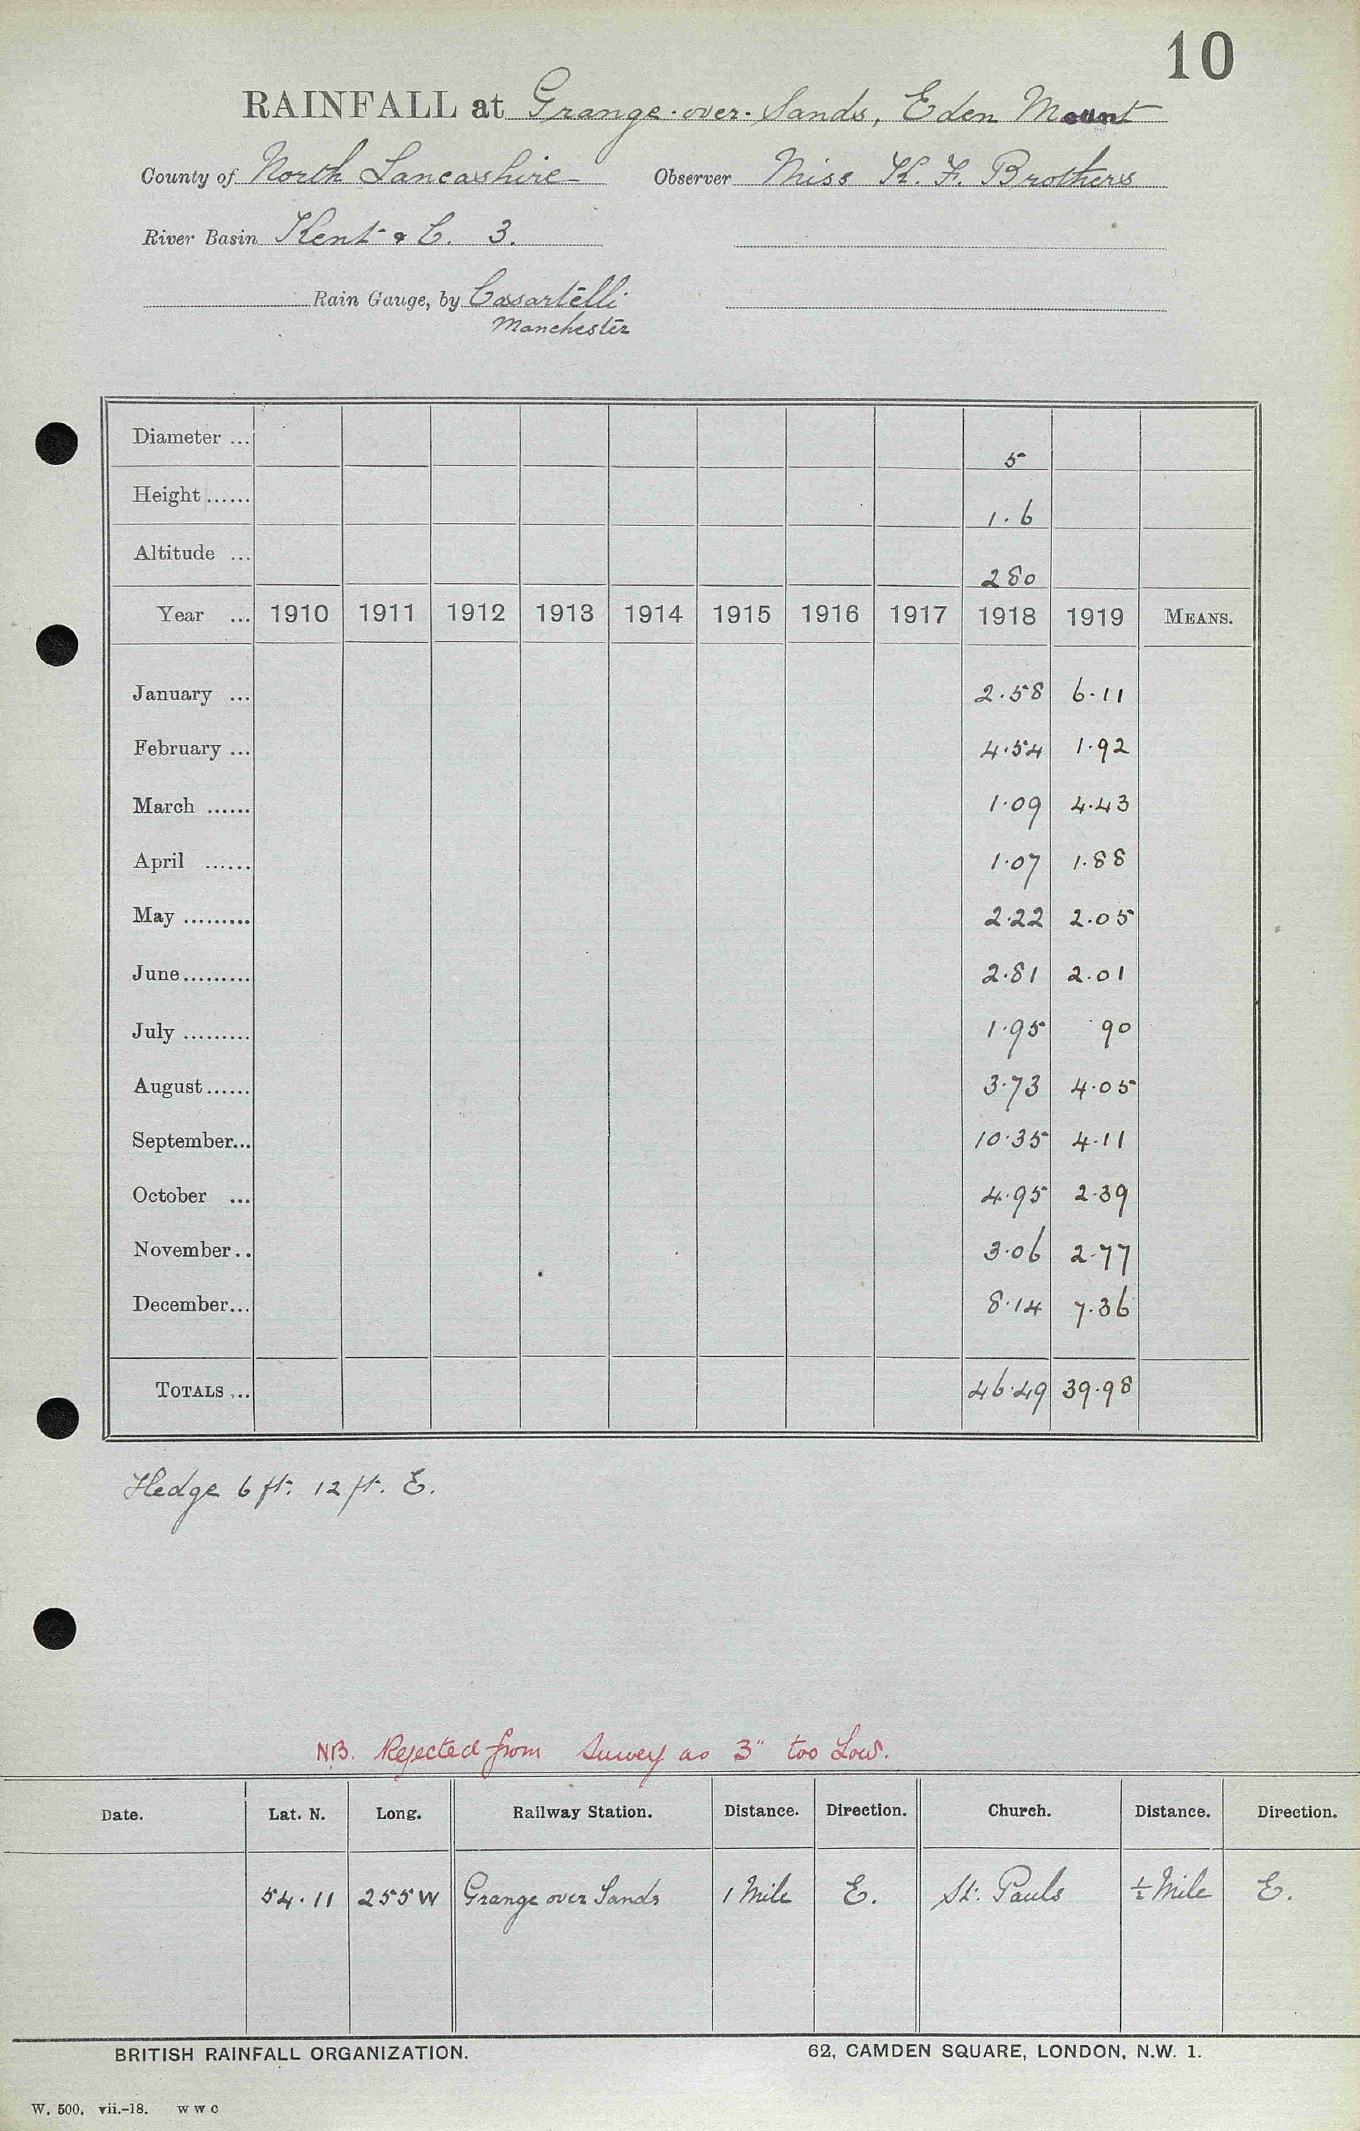 10
RAINFALL at Grange-over-Sands, Eden Mount
County of North Lancashire Observer Miss K. F. Brothers
River Basin Kent & C. 3.
Rain Gauge, by Casartelli
Manchester
Diameter ... 5
Height ...... 1.6
Altitude ... 280
Year ... 1910 1911 1912 1913 1914 1915 1916 1917 1918 1919 MEANS.
January ... 2.58 6.11
February ... 4.54 1.92
March ...... 1.09 4.43
April ...... 1.07 1.88
May ......... 2.22 2.05
June ......... 2.81 2.01
July ......... 1.95 .90
August ...... 3.73 4.05
September... 10.35 4.11
October ... 4.95 2.39
November.. 3.06 2.77
December... 8.14 7.36
TOTALS ... 46.49 39.98
Hedge 6 ft. 12 ft. E.
NB. Rejected from Survey as 3" too Low.
Date. Lat. N. Long. Railway Station. Distance. Direction. Church. Distance. Direction.
54.11 255W Grange over Sands 1 Mile E. St. Pauls ½ Mile E.
BRITISH RAINFALL ORGANIZATION. 62, CAMDEN SQUARE, LONDON, N.W. 1.
W. 500. vii.-18. W W C